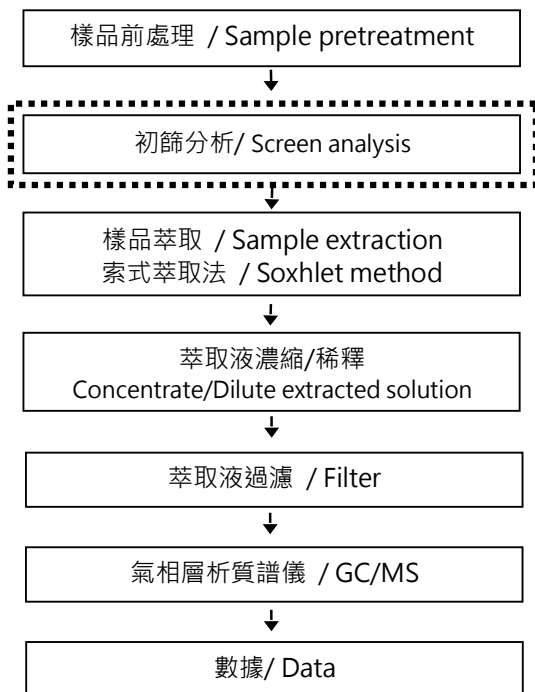 樣品前處理 / Sample pretreatment
初篩分析/ Screen analysis
樣品萃取 / Sample extraction
索式萃取法 / Soxhlet method
萃取液濃縮/稀釋
Concentrate/Dilute extracted solution
萃取液過濾 / Filter
氣相層析質譜儀 / GC/MS
數據/ Data